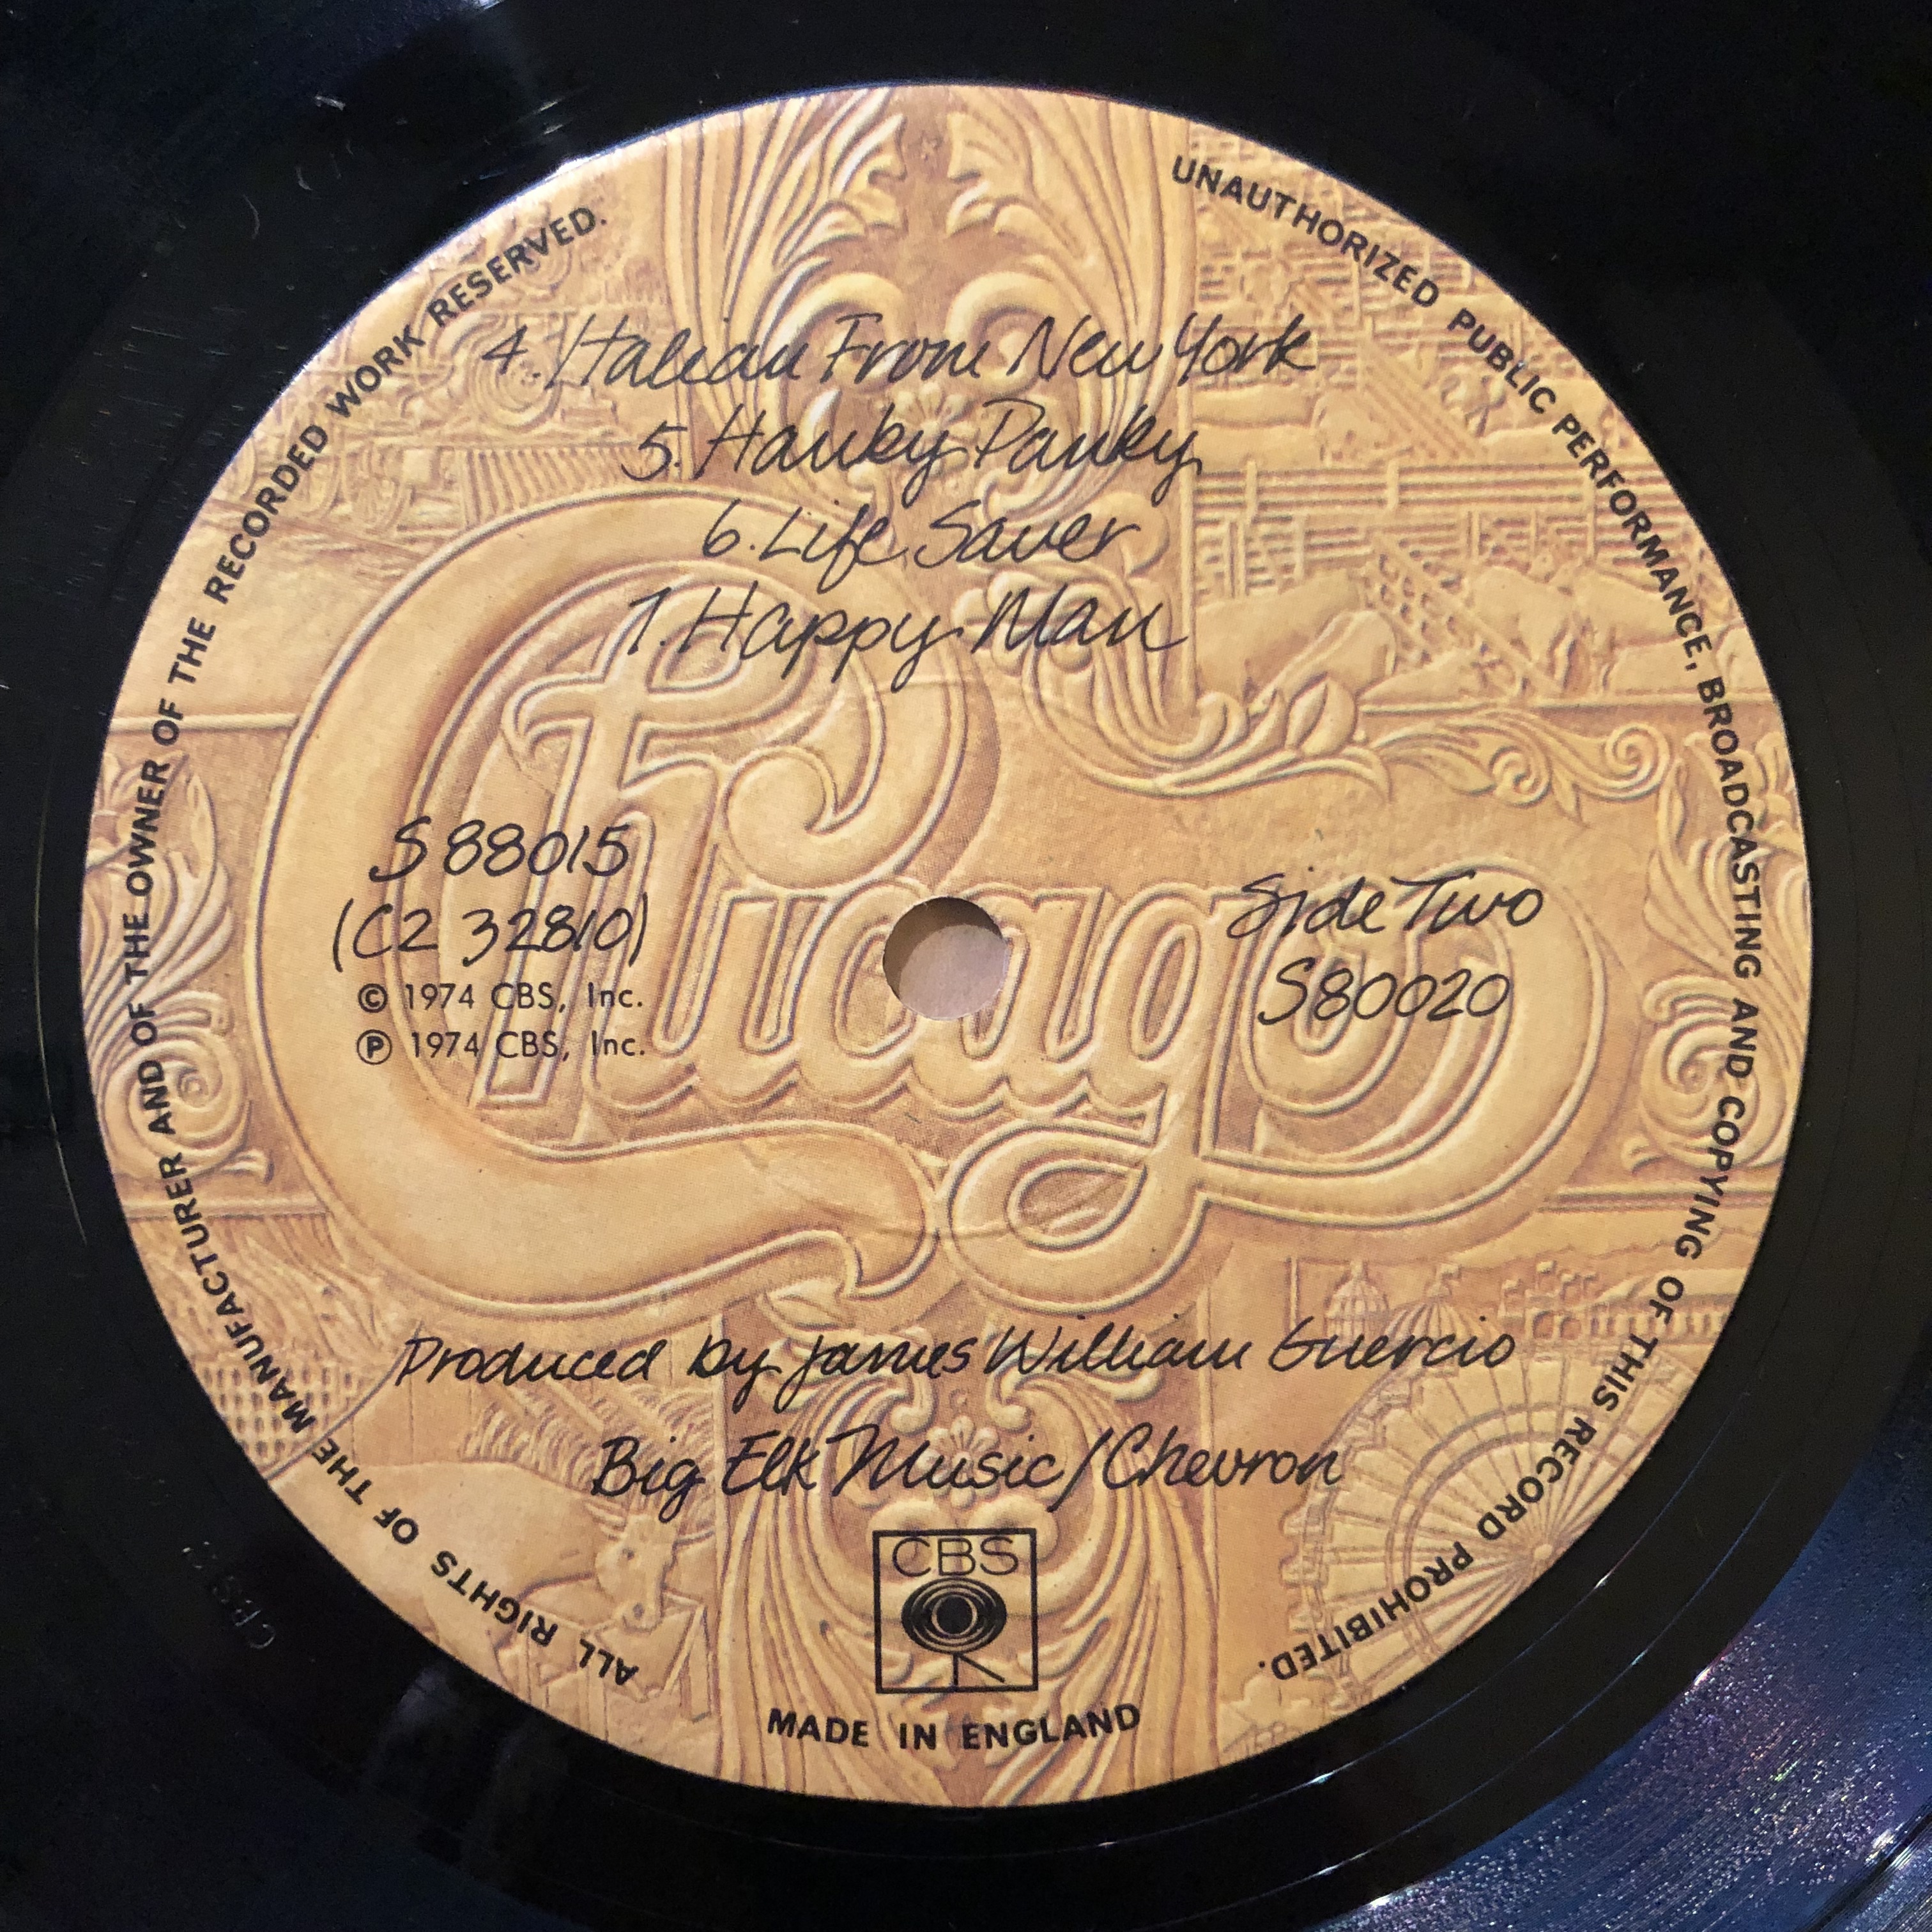 4. Italian From New York
5. Hanky Panky
6. Life Saver
7. Happy Man
Chicago
S 88015
(C2 32810)
© 1974 CBS, Inc.
℗ 1974 CBS, Inc.
Side Two
S80020
Produced by James William Guercio
Big Elk Music/Chevron
CBS
MADE IN ENGLAND
ALL RIGHTS OF THE MANUFACTURER AND OF THE OWNER OF THE RECORDED WORK RESERVED.
UNAUTHORIZED PUBLIC PERFORMANCE, BROADCASTING AND COPYING OF THIS RECORD PROHIBITED.